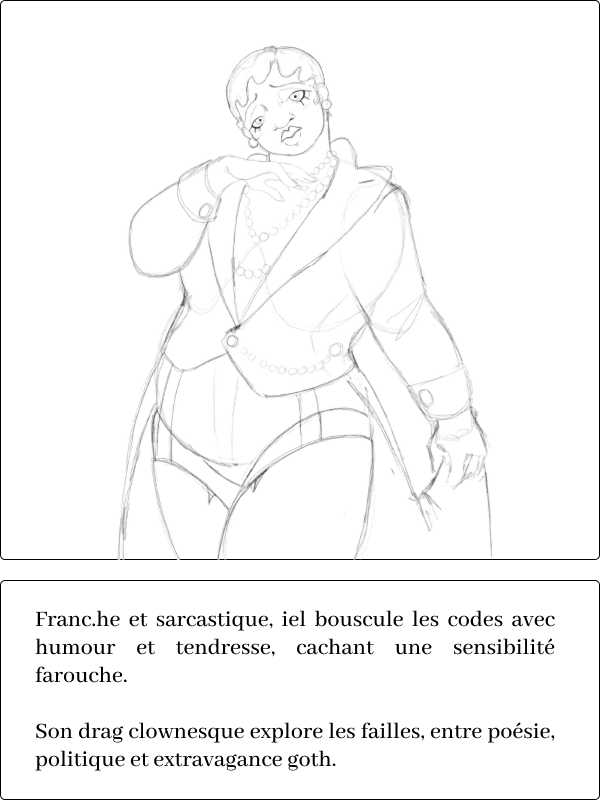 Franc.he et sarcastique, iel bouscule les codes avec
humour et tendresse, cachant une sensibilité
farouche.
Son drag clownesque explore les failles, entre poésie,
politique et extravagance goth.